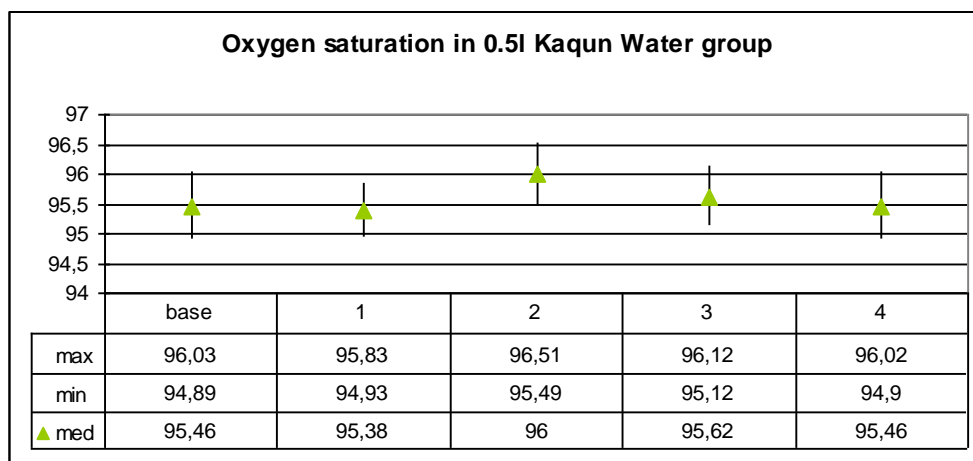 Oxygen saturation in 0.5l Kaqun Water group
97
96,5
96
95,5
95
94,5
94
base 1 2 3 4
max 96,03 95,83 96,51 96,12 96,02
min 94,89 94,93 95,49 95,12 94,9
med 95,46 95,38 96 95,62 95,46